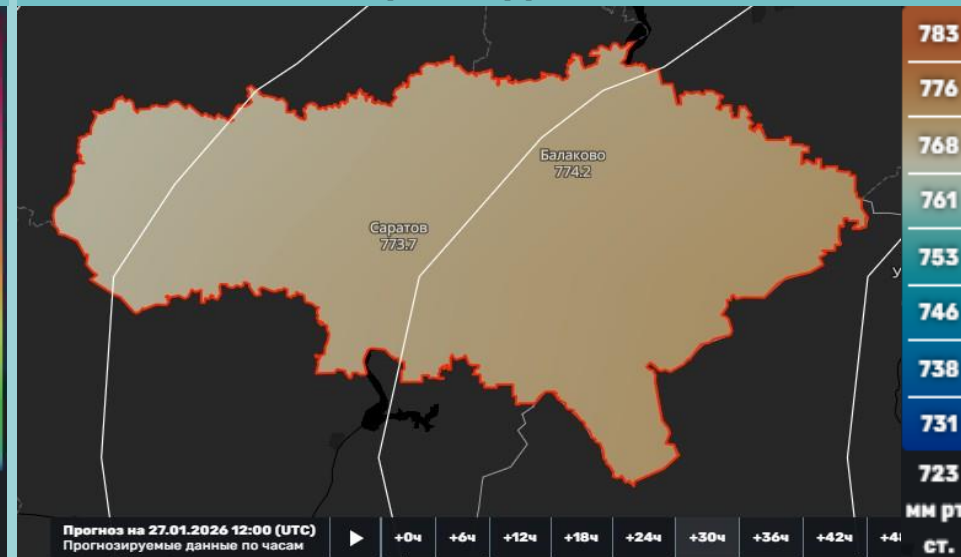 783
776
768
761
753
746
738
731
723
мм рт
ст.
Балаково
774.2
Саратов
773.7
У
Прогноз на 27.01.2026 12:00 (UTC)
Прогнозируемые данные по часам
+0ч +6ч +12ч +18ч +24ч +30ч +36ч +42ч +4